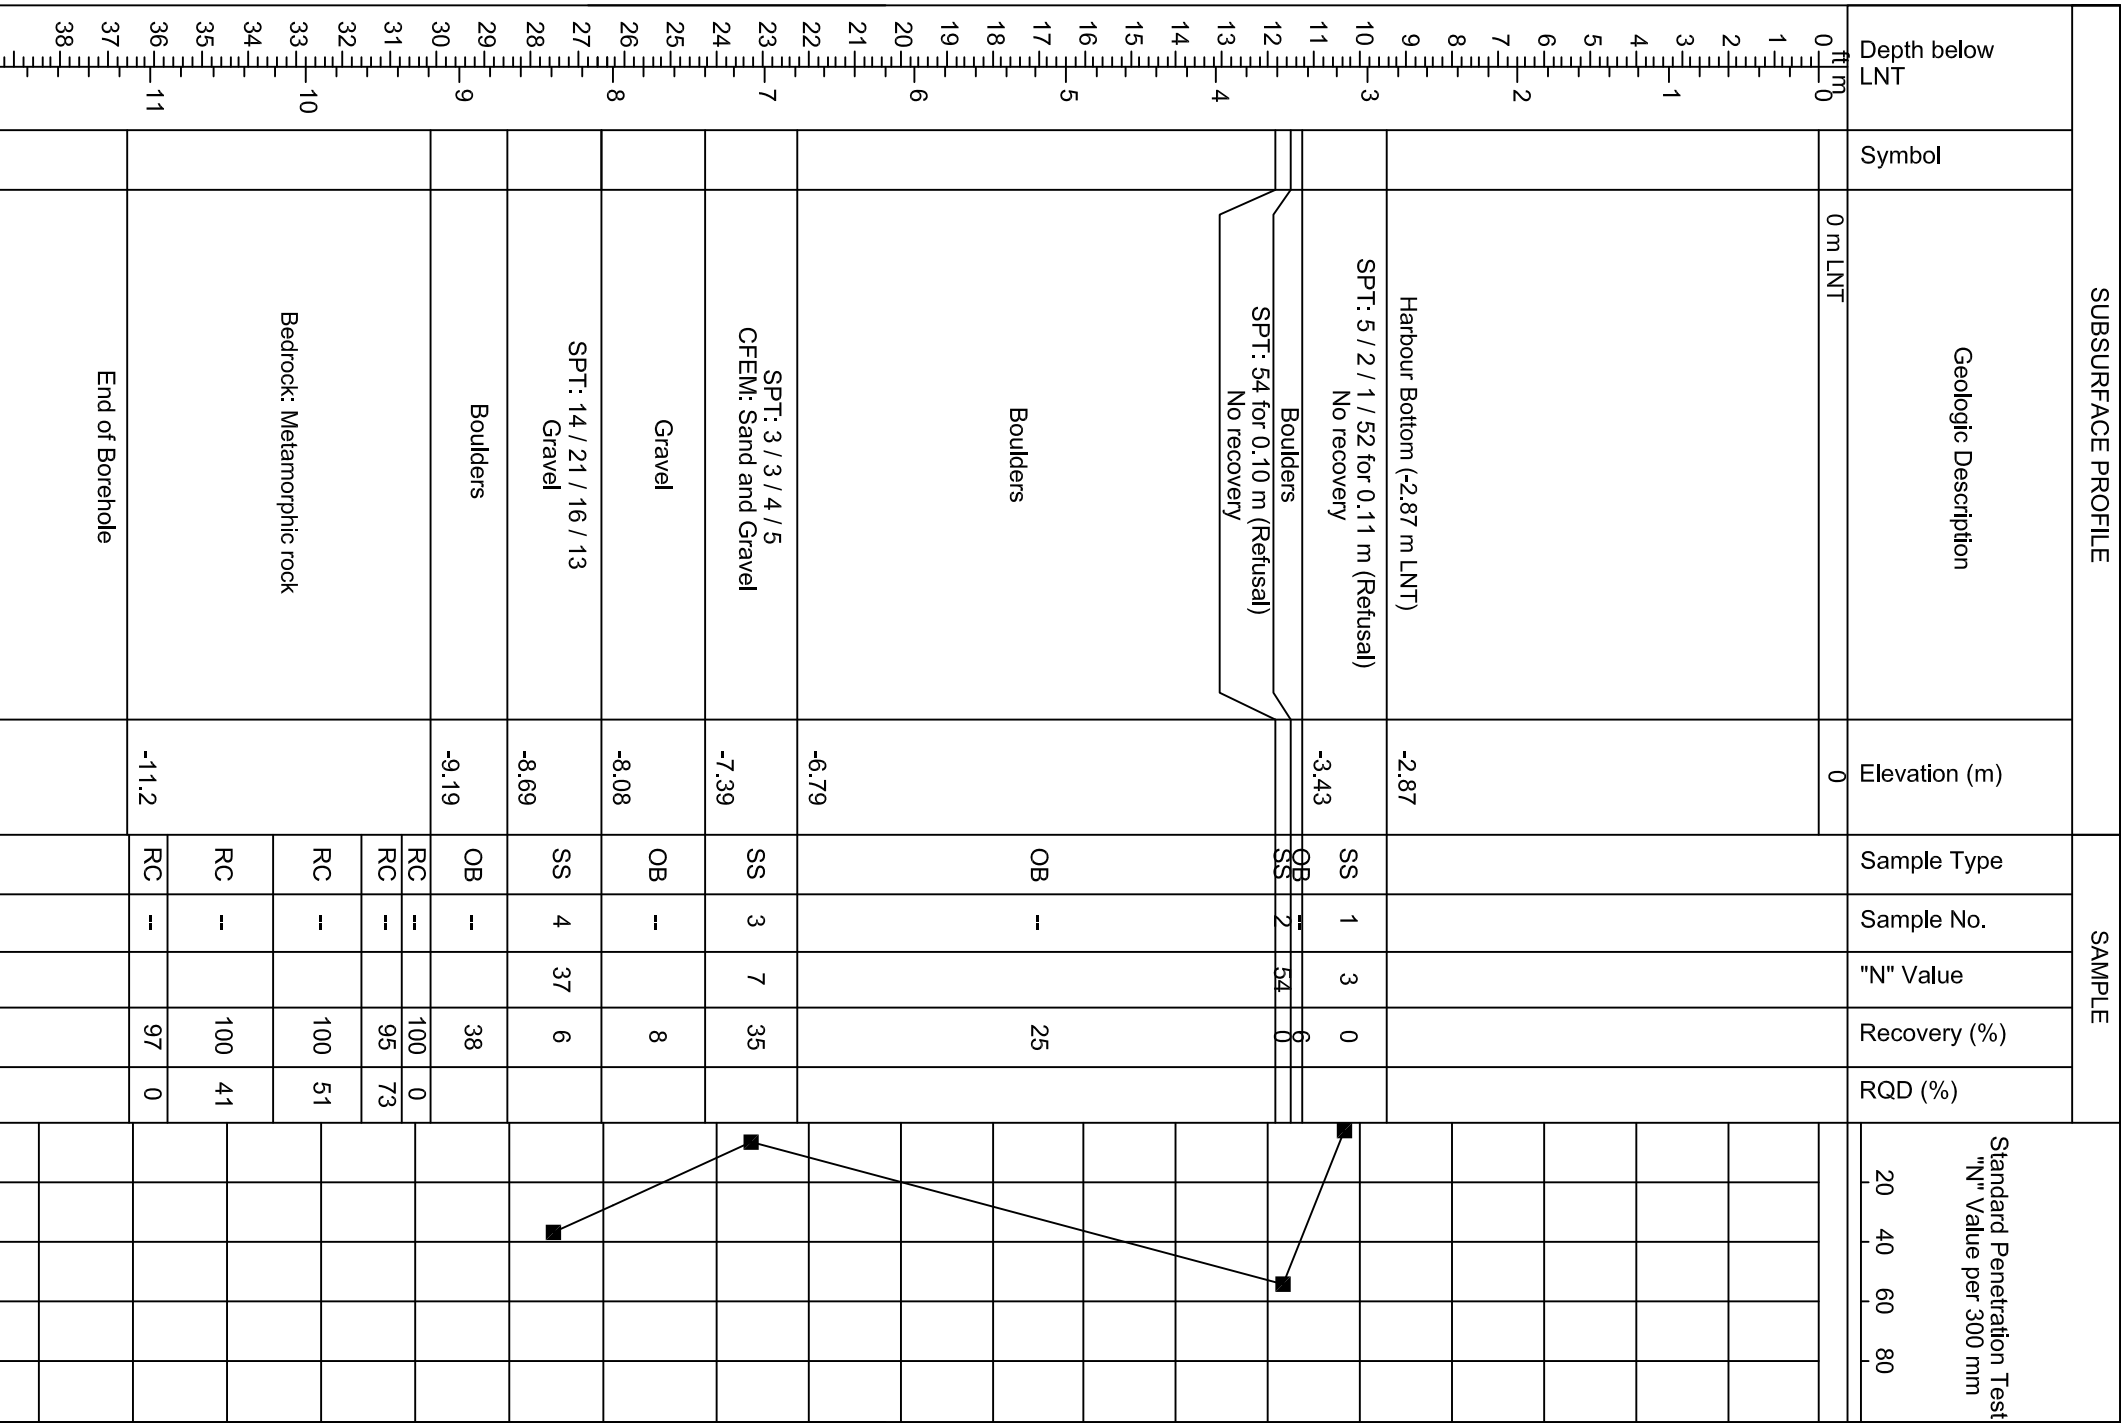 SUBSURFACE PROFILE
SAMPLE
Depth below
LNT
Symbol
Geologic Description
Elevation (m)
Sample Type
Sample No.
"N" Value
Recovery (%)
RQD (%)
Standard Penetration Test
"N" Value per 300 mm
20 40 60 80
ft m
0 0
1
2
3 1
4
5
6
7 2
8
9
10 3
11
12
13 4
14
15
16
17 5
18
19
20 6
21
22
23 7
24
25
26 8
27
28
29 9
30
31
32
33 10
34
35
36 11
37
38
0 m LNT 0
Harbour Bottom (-2.87 m LNT) -2.87
SPT: 5 / 2 / 1 / 52 for 0.11 m (Refusal)
No recovery
-3.43 SS 1 3 0
Boulders OB -- 6
SPT: 54 for 0.10 m (Refusal)
No recovery
SS 2 54 0
Boulders -6.79 OB -- 25
SPT: 3 / 3 / 4 / 5
CFEM: Sand and Gravel
-7.39 SS 3 7 35
Gravel -8.08 OB -- 8
SPT: 14 / 21 / 16 / 13
Gravel
-8.69 SS 4 37 6
Boulders -9.19 OB -- 38
Bedrock: Metamorphic rock -11.2
RC -- 100 0
RC -- 95 73
RC -- 100 51
RC -- 100 41
RC -- 97 0
End of Borehole